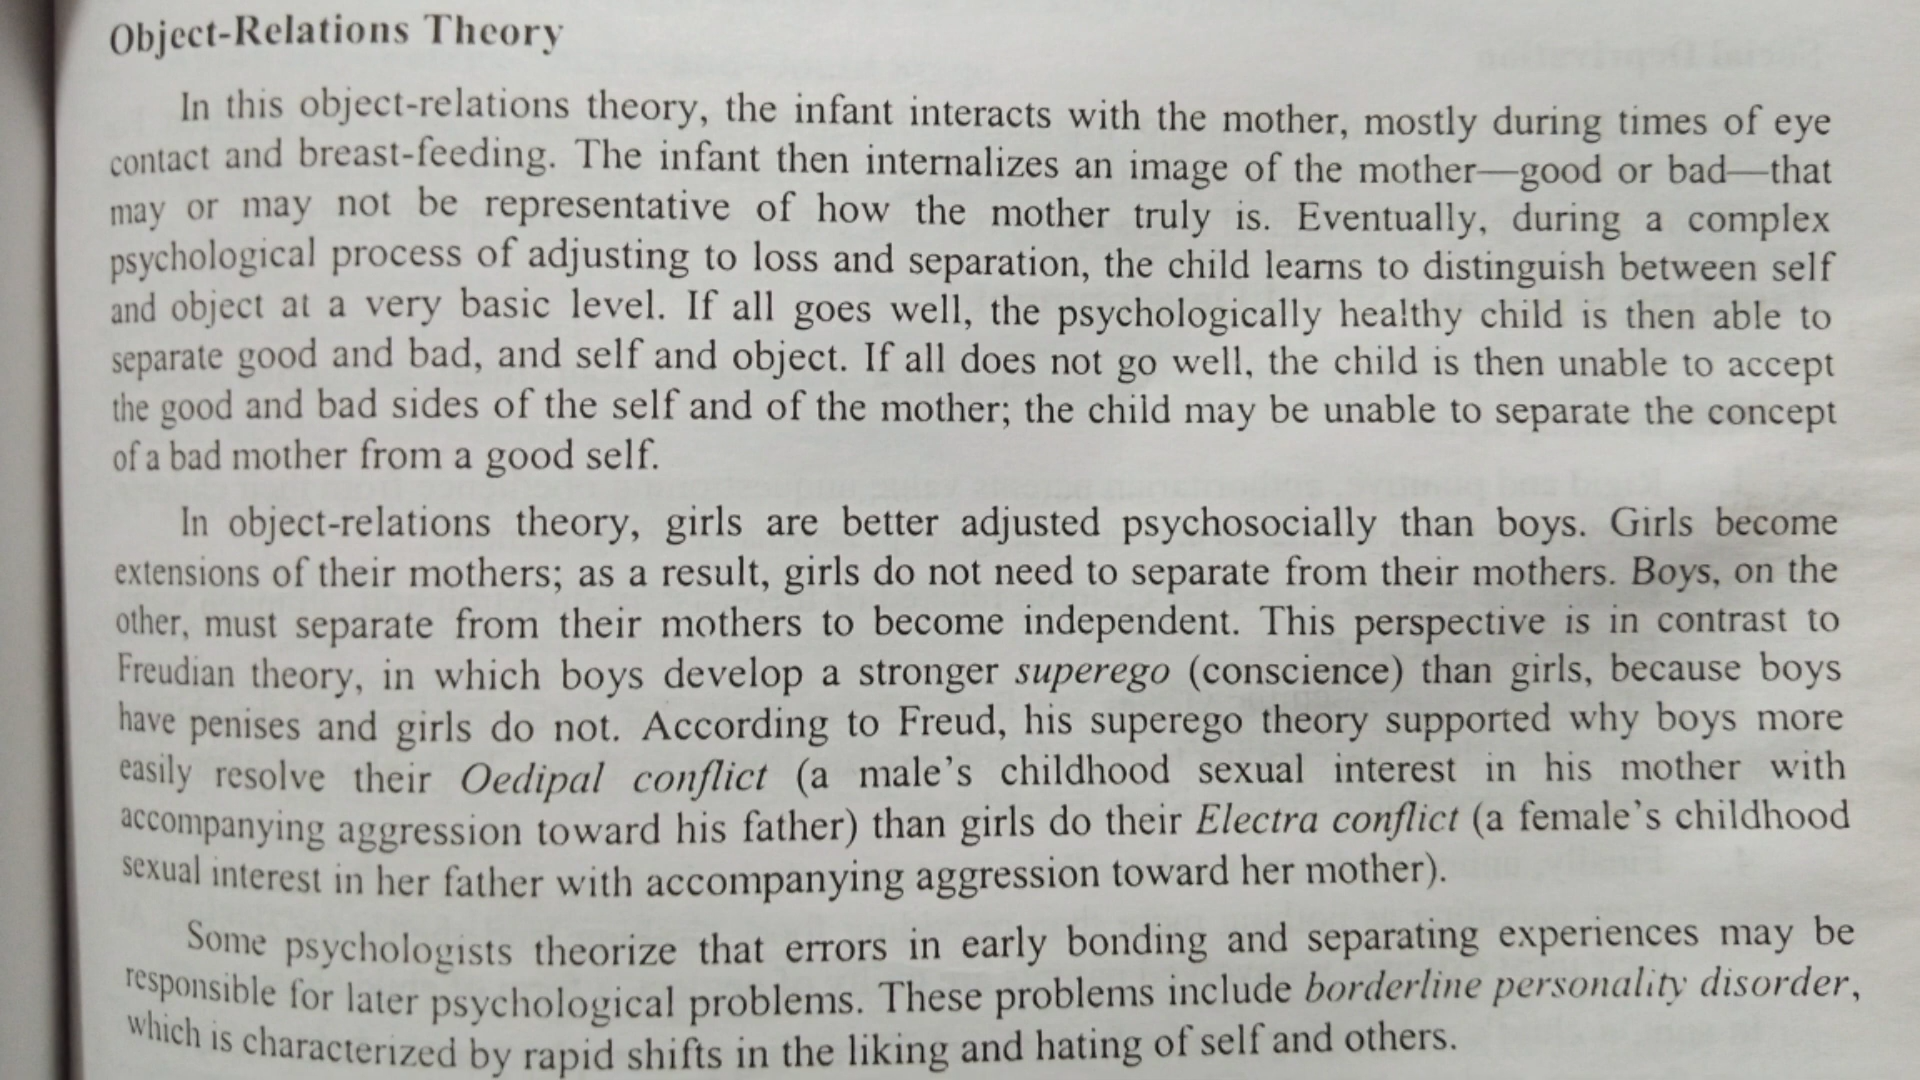 Object-Relations Theory
In this object-relations theory, the infant interacts with the mother, mostly during times of eye
contact and breast-feeding. The infant then internalizes an image of the mother—good or bad—that
may or may not be representative of how the mother truly is. Eventually, during a complex
psychological process of adjusting to loss and separation, the child learns to distinguish between self
and object at a very basic level. If all goes well, the psychologically healthy child is then able to
separate good and bad, and self and object. If all does not go well, the child is then unable to accept
the good and bad sides of the self and of the mother; the child may be unable to separate the concept
of a bad mother from a good self.
In object-relations theory, girls are better adjusted psychosocially than boys. Girls become
extensions of their mothers; as a result, girls do not need to separate from their mothers. Boys, on the
other, must separate from their mothers to become independent. This perspective is in contrast to
Freudian theory, in which boys develop a stronger superego (conscience) than girls, because boys
have penises and girls do not. According to Freud, his superego theory supported why boys more
easily resolve their Oedipal conflict (a male's childhood sexual interest in his mother with
accompanying aggression toward his father) than girls do their Electra conflict (a female's childhood
sexual interest in her father with accompanying aggression toward her mother).
Some psychologists theorize that errors in early bonding and separating experiences may be
responsible for later psychological problems. These problems include borderline personality disorder,
which is characterized by rapid shifts in the liking and hating of self and others.